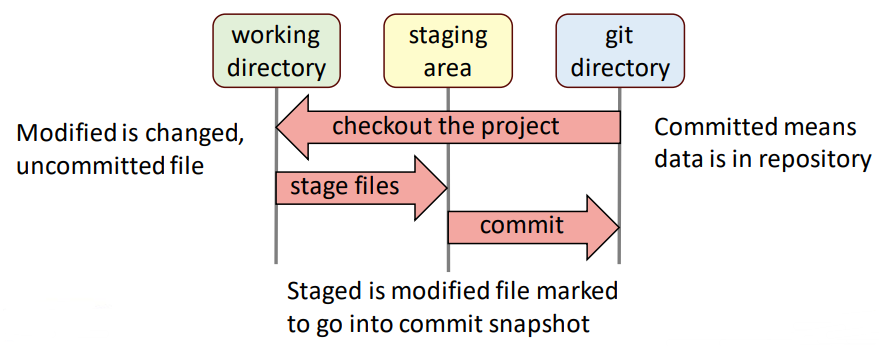 working
directory
staging
area
git
directory
checkout the project
Modified is changed,
uncommitted file
Committed means
data is in repository
stage files
commit
Staged is modified file marked
to go into commit snapshot